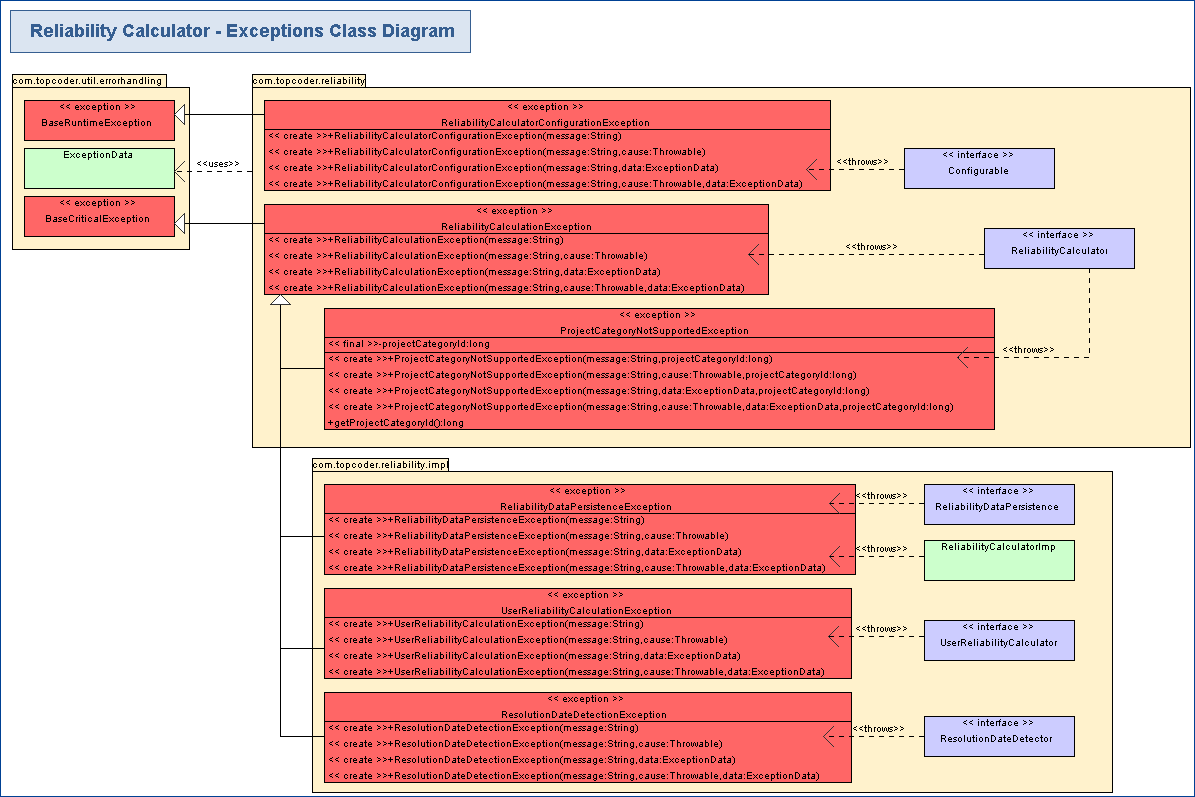 Reliability Calculator - Exceptions Class Diagram
com.topcoder.util.errorhandling
<< exception >>
BaseRuntimeException
ExceptionData
<< exception >>
BaseCriticalException
<<uses>>
com.topcoder.reliability
<< exception >>
ReliabilityCalculatorConfigurationException
<< create >>+ReliabilityCalculatorConfigurationException(message:String)
<< create >>+ReliabilityCalculatorConfigurationException(message:String,cause:Throwable)
<< create >>+ReliabilityCalculatorConfigurationException(message:String,data:ExceptionData)
<< create >>+ReliabilityCalculatorConfigurationException(message:String,cause:Throwable,data:ExceptionData)
<<throws>>
<< interface >>
Configurable
<< exception >>
ReliabilityCalculationException
<< create >>+ReliabilityCalculationException(message:String)
<< create >>+ReliabilityCalculationException(message:String,cause:Throwable)
<< create >>+ReliabilityCalculationException(message:String,data:ExceptionData)
<< create >>+ReliabilityCalculationException(message:String,cause:Throwable,data:ExceptionData)
<<throws>>
<< interface >>
ReliabilityCalculator
<< exception >>
ProjectCategoryNotSupportedException
<< final >>-projectCategoryId:long
<< create >>+ProjectCategoryNotSupportedException(message:String,projectCategoryId:long)
<< create >>+ProjectCategoryNotSupportedException(message:String,cause:Throwable,projectCategoryId:long)
<< create >>+ProjectCategoryNotSupportedException(message:String,data:ExceptionData,projectCategoryId:long)
<< create >>+ProjectCategoryNotSupportedException(message:String,cause:Throwable,data:ExceptionData,projectCategoryId:long)
+getProjectCategoryId():long
<<throws>>
com.topcoder.reliability.impl
<< exception >>
ReliabilityDataPersistenceException
<< create >>+ReliabilityDataPersistenceException(message:String)
<< create >>+ReliabilityDataPersistenceException(message:String,cause:Throwable)
<< create >>+ReliabilityDataPersistenceException(message:String,data:ExceptionData)
<< create >>+ReliabilityDataPersistenceException(message:String,cause:Throwable,data:ExceptionData)
<<throws>>
<< interface >>
ReliabilityDataPersistence
<<throws>>
ReliabilityCalculatorImp
<< exception >>
UserReliabilityCalculationException
<< create >>+UserReliabilityCalculationException(message:String)
<< create >>+UserReliabilityCalculationException(message:String,cause:Throwable)
<< create >>+UserReliabilityCalculationException(message:String,data:ExceptionData)
<< create >>+UserReliabilityCalculationException(message:String,cause:Throwable,data:ExceptionData)
<<throws>>
<< interface >>
UserReliabilityCalculator
<< exception >>
ResolutionDateDetectionException
<< create >>+ResolutionDateDetectionException(message:String)
<< create >>+ResolutionDateDetectionException(message:String,cause:Throwable)
<< create >>+ResolutionDateDetectionException(message:String,data:ExceptionData)
<< create >>+ResolutionDateDetectionException(message:String,cause:Throwable,data:ExceptionData)
<<throws>>
<< interface >>
ResolutionDateDetector